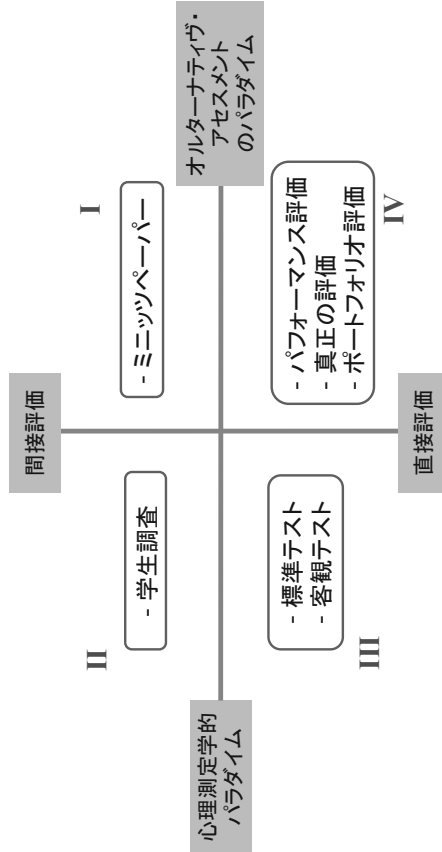 間接評価
II
I
- 学生調査
- ミニッツペーパー
心理測定学的
パラダイム
オルターナティヴ・
アセスメント
のパラダイム
- 標準テスト
- 客観テスト
- パフォーマンス評価
- 真正の評価
- ポートフォリオ評価
III
IV
直接評価